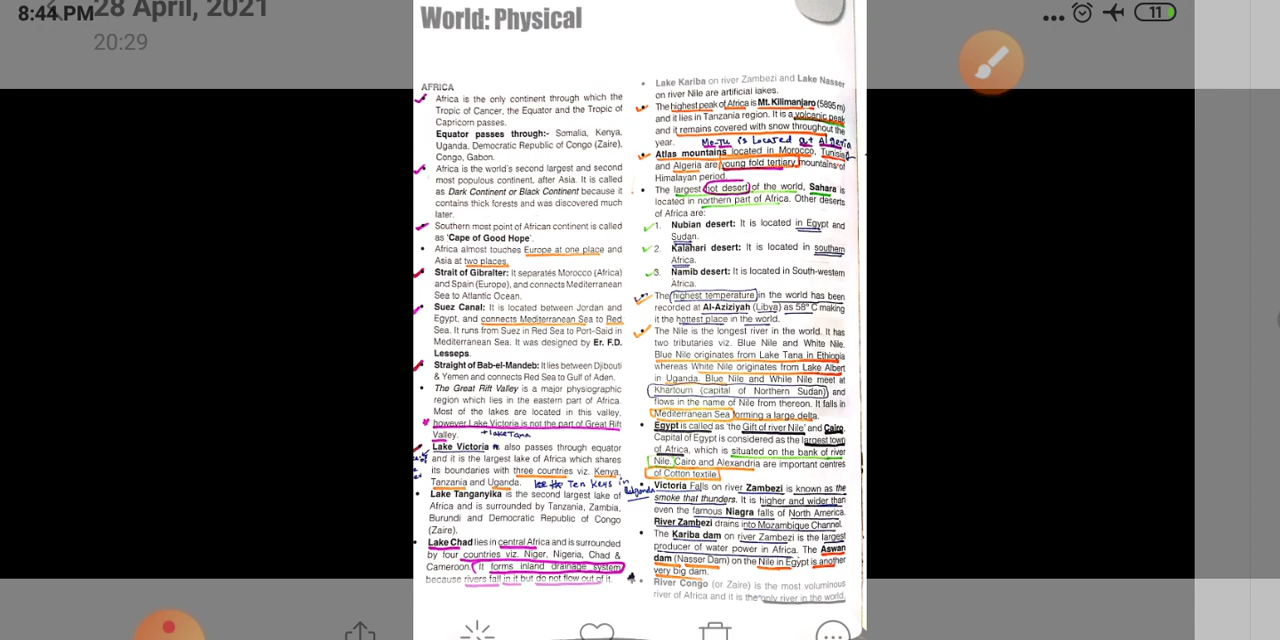 8:44 PM
28 April, 2021
20:29
11
World: Physical
AFRICA
Africa is the only continent through which the
Tropic of Cancer, the Equator and the Tropic of
Capricorn passes.
Equator passes through:- Somalia, Kenya,
Uganda, Democratic Republic of Congo (Zaire),
Congo, Gabon.
Africa is the world's second largest and second
most populous continent, after Asia. It is called
as Dark Continent or Black Continent because it
contains thick forests and was discovered much
later.
Southern most point of African continent is called
as 'Cape of Good Hope'.
• Africa almost touches Europe at one place and
Asia at two places.
Strait of Gibralter: It separates Morocco (Africa)
and Spain (Europe), and connects Mediterranean
Sea to Atlantic Ocean.
Suez Canal: It is located between Jordan and
Egypt, and connects Mediterranean Sea to Red
Sea. It runs from Suez in Red Sea to Port-Said in
Mediterranean Sea. It was designed by Er. F.D.
Lesseps.
Straight of Bab-el-Mandeb: It lies between Djibouti
& Yemen and connects Red Sea to Gulf of Aden.
• The Great Rift Valley is a major physiographic
region which lies in the eastern part of Africa.
Most of the lakes are located in this valley,
however Lake Victoria is not the part of Great Rift
Valley. + lake Tana
Lake Victoria also passes through equator
and it is the largest lake of Africa which shares
its boundaries with three countries viz. Kenya,
Tanzania and Uganda. Ten Keys in
Uganda
• Lake Tanganyika is the second largest lake of
Africa and is surrounded by Tanzania, Zambia,
Burundi and Democratic Republic of Congo
(Zaire).
• Lake Chad lies in central Africa and is surrounded
by four countries viz. Niger, Nigeria, Chad &
Cameroon. It forms inland drainage system
because rivers fall in it but do not flow out of it.
• Lake Kariba on river Zambezi and Lake Nasser
on river Nile are artificial lakes.
The highest peak of Africa is Mt. Kilimanjaro (5895 m)
and it lies in Tanzania region. It is a volcanic peak
and it remains covered with snow throughout the
year. is located at Algeria
Atlas mountains located in Morocco, Tunisia
and Algeria are young fold tertiary mountains of
Himalayan period.
• The largest hot desert of the world, Sahara is
located in northern part of Africa. Other deserts
of Africa are:
1. Nubian desert: It is located in Egypt and
Sudan.
2. Kalahari desert: It is located in southern
Africa.
3. Namib desert: It is located in South-western
Africa.
The highest temperature in the world has been
recorded at Al-Aziziyah (Libya) as 58°C making
it the hottest place in the world.
The Nile is the longest river in the world. It has
two tributaries viz. Blue Nile and White Nile.
Blue Nile originates from Lake Tana in Ethiopia
whereas White Nile originates from Lake Albert
in Uganda. Blue Nile and While Nile meet at
Khartoum (capital of Northern Sudan) and
flows in the name of Nile from thereon. It falls in
Mediterranean Sea forming a large delta.
• Egypt is called as 'the Gift of river Nile' and Cairo,
Capital of Egypt is considered as the largest town
of Africa, which is situated on the bank of river
Nile. Cairo and Alexandria are important centres
of Cotton textile.
• Victoria Falls on river Zambezi is known as the
smoke that thunders. It is higher and wider than
even the famous Niagra falls of North America.
River Zambezi drains into Mozambique Channel.
• The Kariba dam on river Zambezi is the largest
producer of water power in Africa. The Aswan
dam (Nasser Dam) on the Nile in Egypt is another
very big dam.
• River Congo (or Zaire) is the most voluminous
river of Africa and it is the only river in the world,